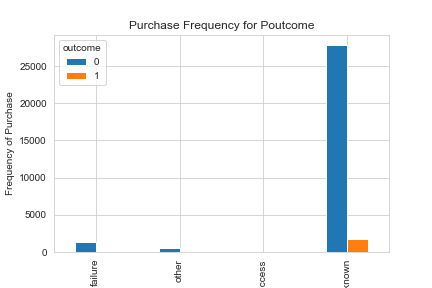 Purchase Frequency for Poutcome
outcome
0
1
Frequency of Purchase
25000
20000
15000
10000
5000
0
failure
other
ccess
known